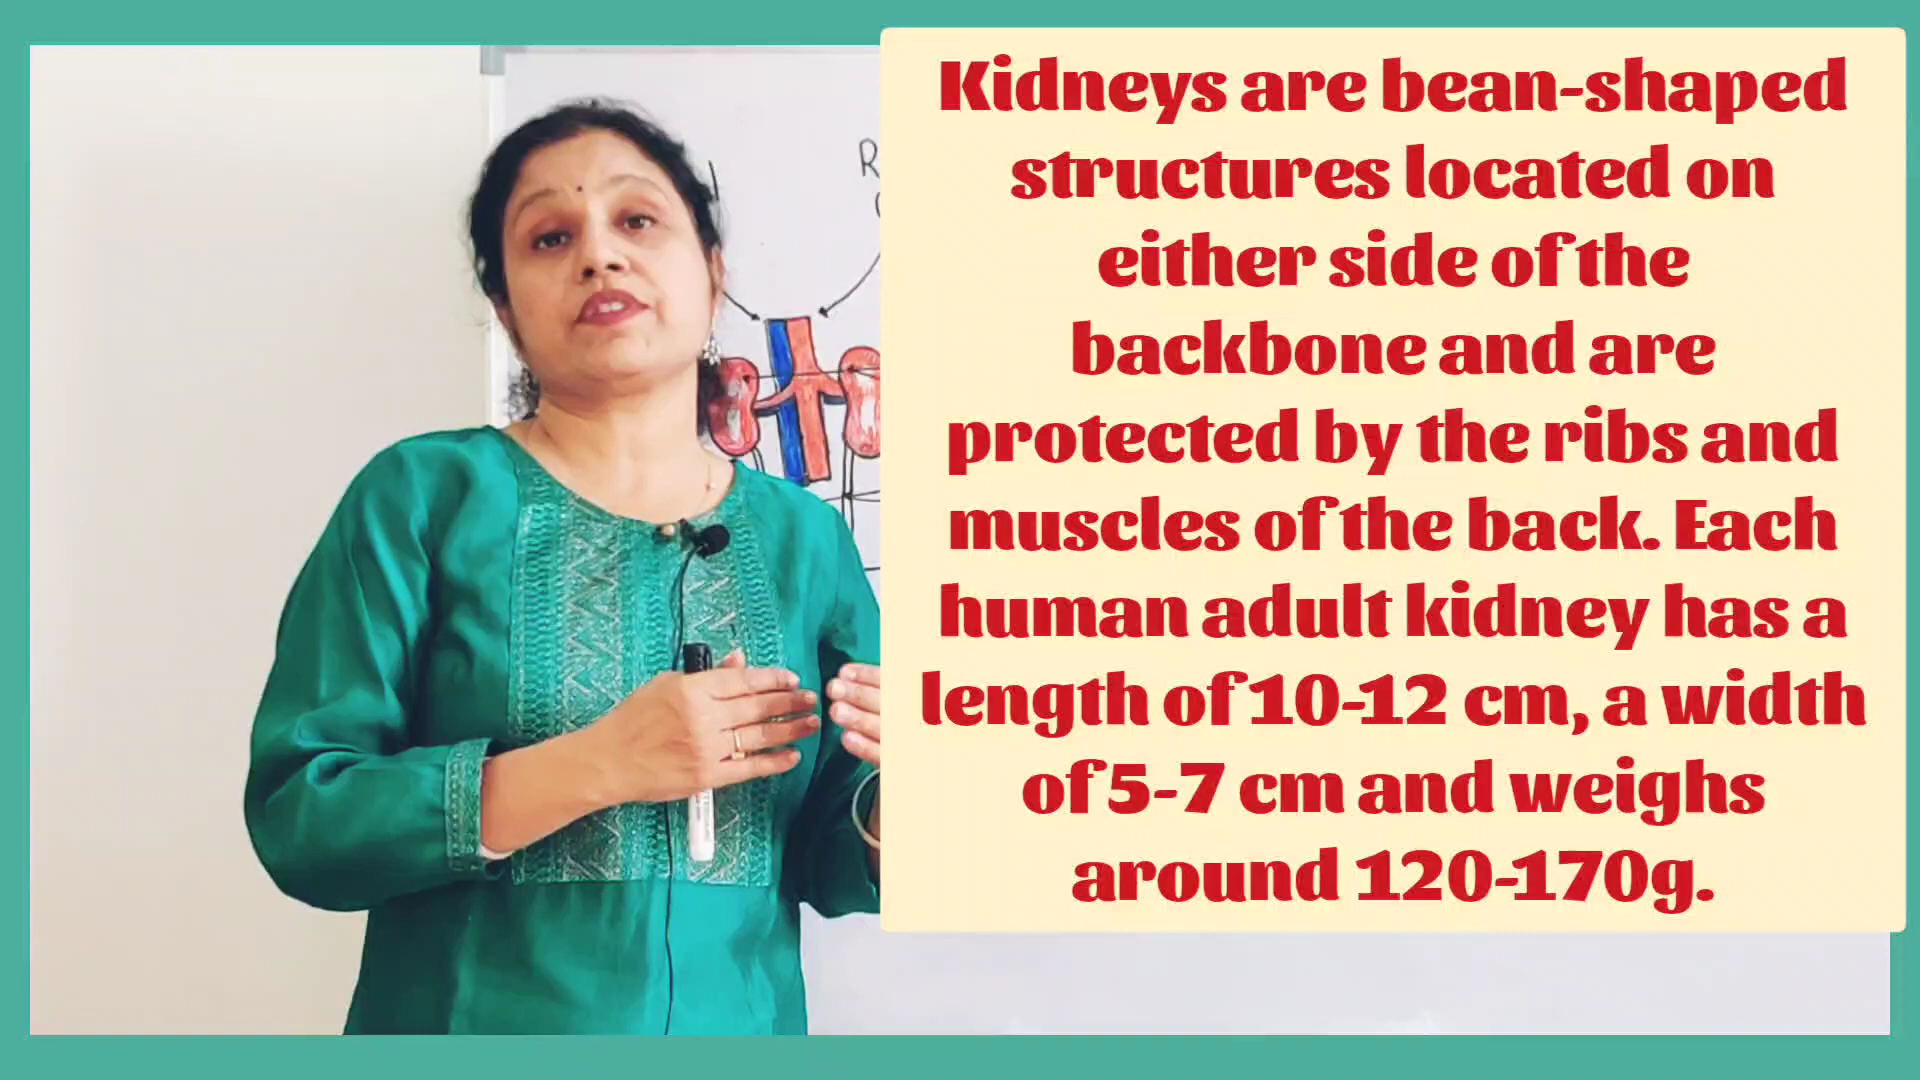 Kidneys are bean-shaped
structures located on
either side of the
backbone and are
protected by the ribs and
muscles of the back. Each
human adult kidney has a
length of 10-12 cm, a width
of 5-7 cm and weighs
around 120-170g.
R